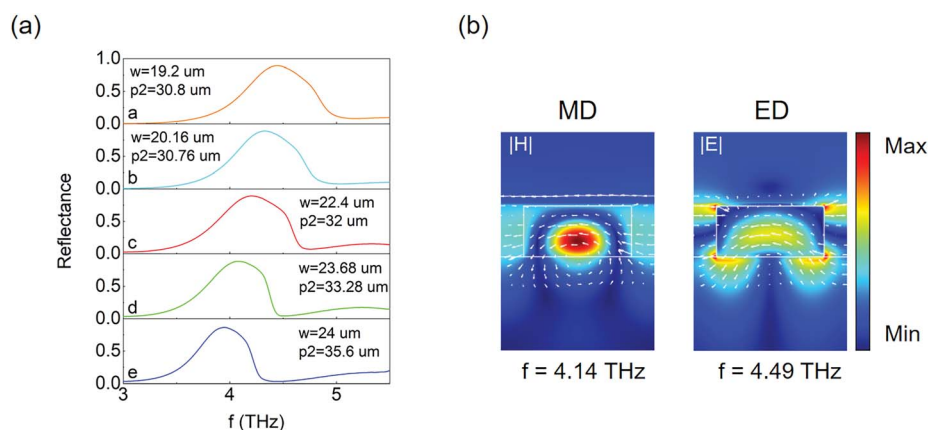 (a)
Reflectance
1.0
w=19.2 um
p2=30.8 um
0.5
a
0.0
w=20.16 um
p2=30.76 um
0.5
b
0.0
w=22.4 um
p2=32 um
0.5
c
0.0
w=23.68 um
p2=33.28 um
0.5
d
0.0
w=24 um
p2=35.6 um
0.5
e
0.0
3 4 5
f (THz)
(b)
MD ED
|H| |E|
Max
Min
f = 4.14 THz f = 4.49 THz